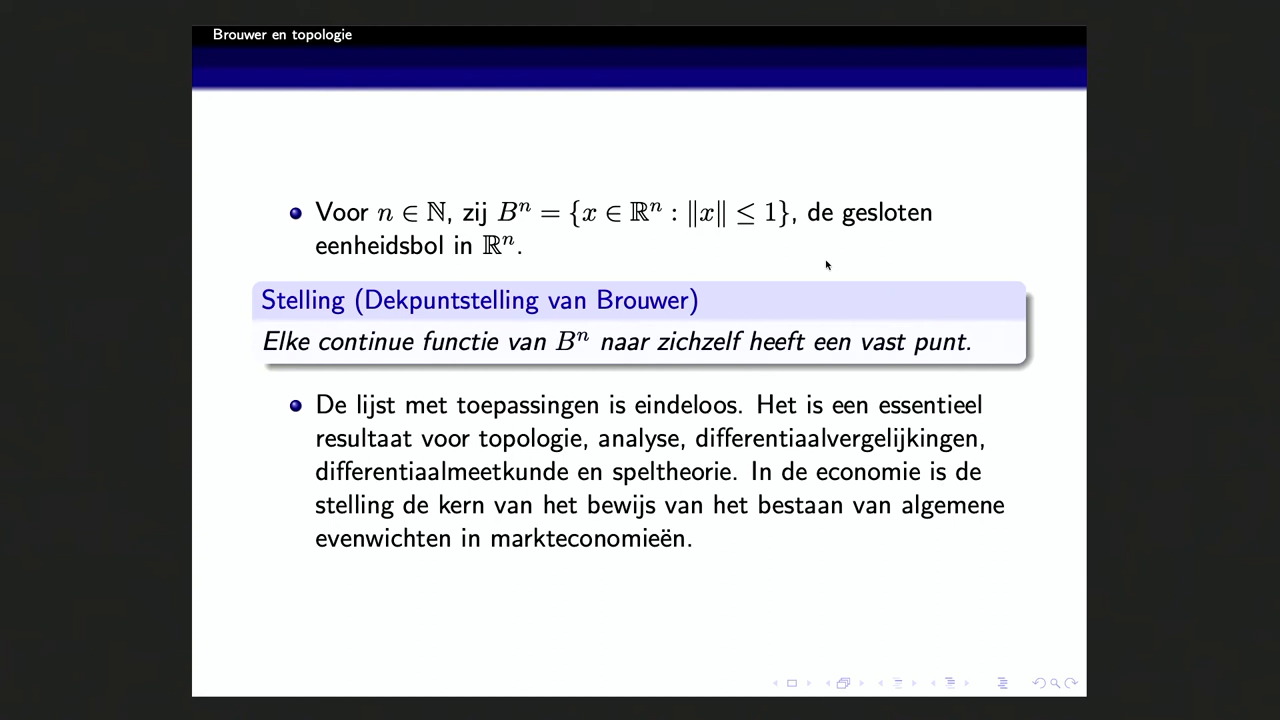 Brouwer en topologie
Voor n ∈ ℕ, zij Bⁿ = {x ∈ ℝⁿ : ‖x‖ ≤ 1}, de gesloten
eenheidsbol in ℝⁿ.
Stelling (Dekpuntstelling van Brouwer)
Elke continue functie van Bⁿ naar zichzelf heeft een vast punt.
De lijst met toepassingen is eindeloos. Het is een essentieel
resultaat voor topologie, analyse, differentiaalvergelijkingen,
differentiaalmeetkunde en speltheorie. In de economie is de
stelling de kern van het bewijs van het bestaan van algemene
evenwichten in markteconomieën.